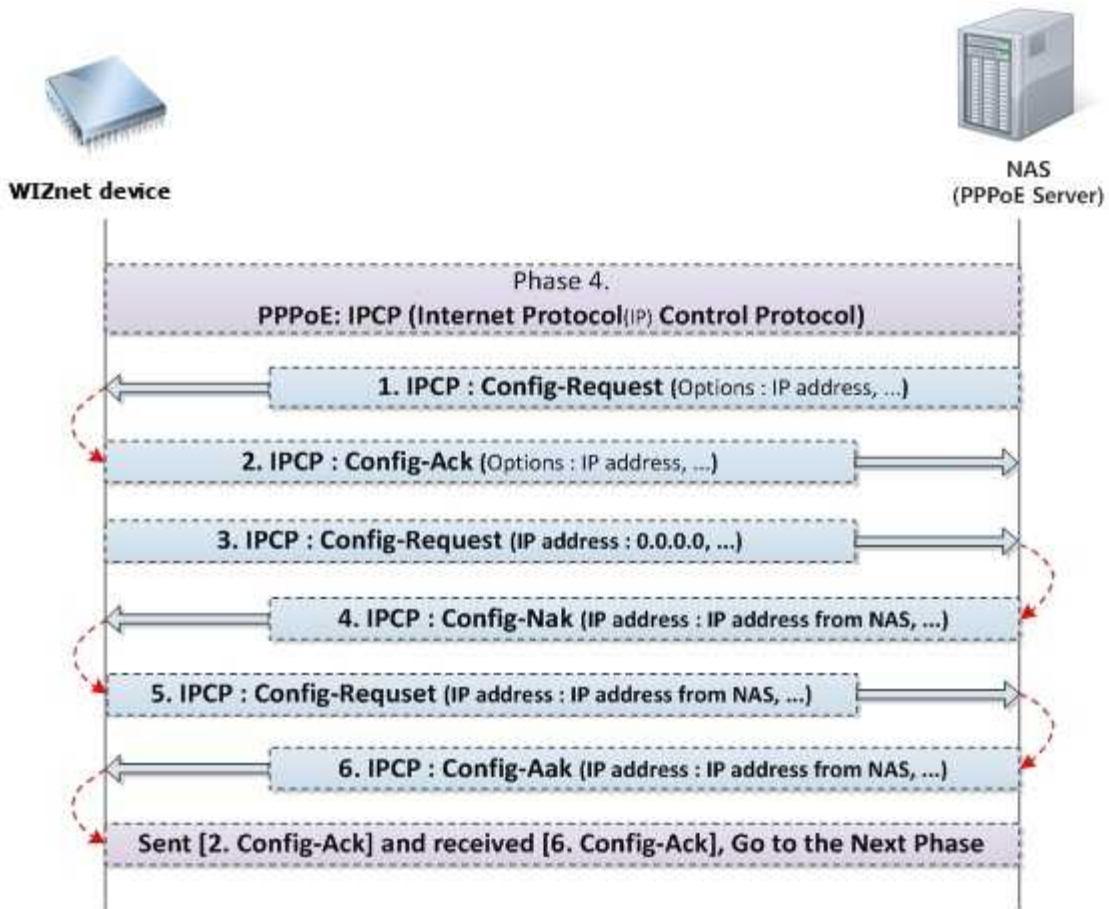 WIZnet device
NAS
(PPPoE Server)
Phase 4.
PPPoE: IPCP (Internet Protocol(IP) Control Protocol)
1. IPCP : Config-Request (Options : IP address, ...)
2. IPCP : Config-Ack (Options : IP address, ...)
3. IPCP : Config-Request (IP address : 0.0.0.0, ...)
4. IPCP : Config-Nak (IP address : IP address from NAS, ...)
5. IPCP : Config-Requset (IP address : IP address from NAS, ...)
6. IPCP : Config-Aak (IP address : IP address from NAS, ...)
Sent [2. Config-Ack] and received [6. Config-Ack], Go to the Next Phase